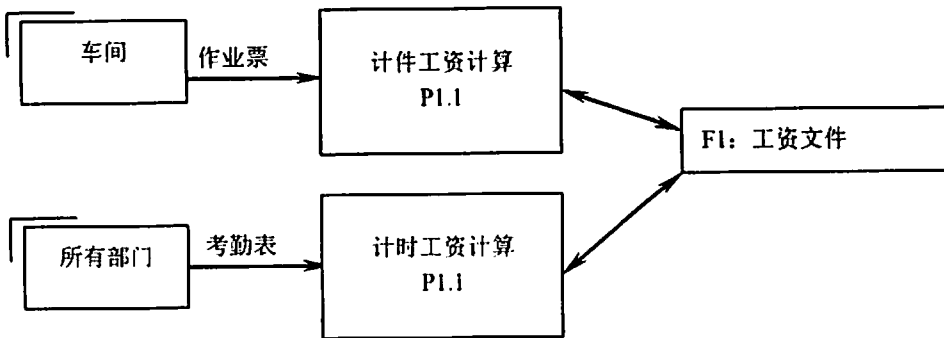 车间
作业票
计件工资计算
P1.1
F1：工资文件
所有部门
考勤表
计时工资计算
P1.1